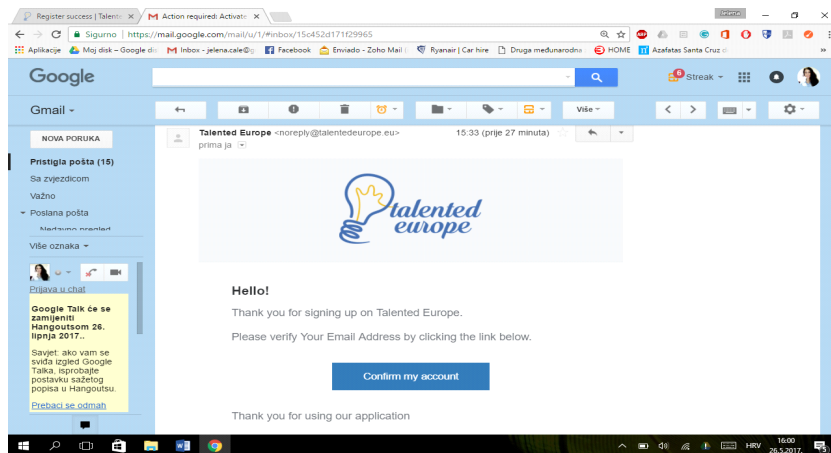 Register success | Talente
Action required: Activate
Jelena
Sigurno | https://mail.google.com/mail/u/1/#inbox/15c452d171f29965
Aplikacije
Moj disk – Google di
Inbox - jelena.cale@
Facebook
Enviado - Zoho Mail
Ryanair | Car hire
Druga međunarodna
HOME
Azafatas Santa Cruz
Google
6
Streak
Gmail
Više
NOVA PORUKA
Pristigla pošta (15)
Sa zvjezdicom
Važno
Poslana pošta
Nedavno pregled
Više oznaka
Prijava u chat
Google Talk će se
zamijeniti
Hangoutsom 26.
lipnja 2017..
Savjet: ako vam se
sviđa izgled Google
Talka, isprobajte
postavku sažetog
popisa u Hangoutsu.
Prebaci se odmah
Talented Europe <noreply@talentedeurope.eu>
15:33 (prije 27 minuta)
prima ja
talented
europe
Hello!
Thank you for signing up on Talented Europe.
Please verify Your Email Address by clicking the link below.
Confirm my account
Thank you for using our application
HRV
16:00
26.5.2017.